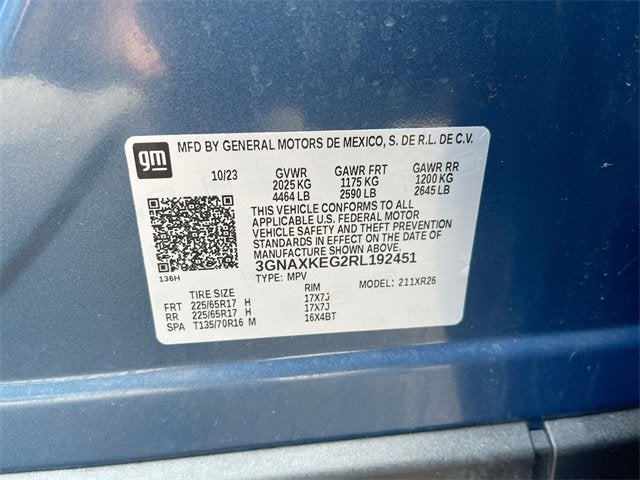 gm
MFD BY GENERAL MOTORS DE MEXICO, S. DE R.L. DE C.V.
10/23 GVWR GAWR FRT GAWR RR
2025 KG 1175 KG 1200 KG
4464 LB 2590 LB 2645 LB
THIS VEHICLE CONFORMS TO ALL
APPLICABLE U.S. FEDERAL MOTOR
VEHICLE SAFETY AND THEFT PREVENTION
STANDARDS IN EFFECT ON THE DATE OF
MANUFACTURE SHOWN ABOVE.
3GNAXKEG2RL192451
136H
TYPE: MPV MODEL: 211XR26
TIRE SIZE RIM
FRT 225/65R17 H 17X7J
RR 225/65R17 H 17X7J
SPA T135/70R16 M 16X4BT